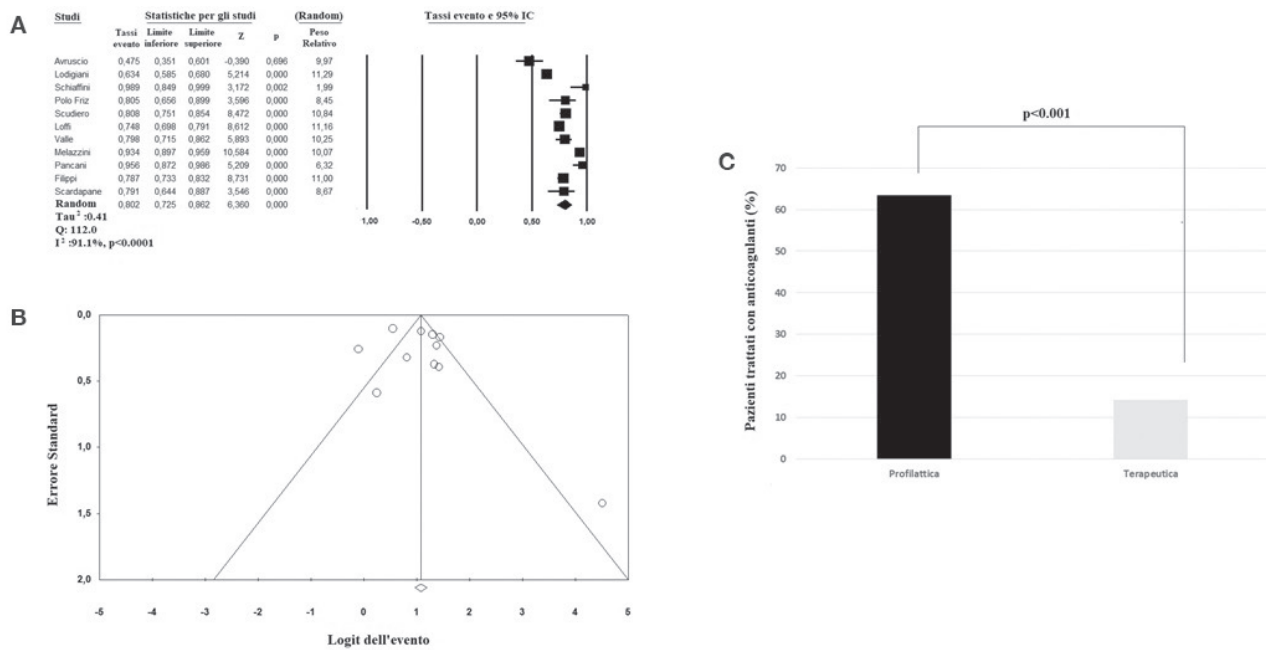 A
Studi Statistiche per gli studi (Random) Tassi evento e 95% IC
Tassi evento Limite inferiore Limite superiore Z p Peso Relativo
Avruscio 0,475 0,351 0,601 -0,390 0,696 9,97
Lodigiani 0,634 0,585 0,680 5,214 0,000 11,29
Schiaffini 0,989 0,849 0,999 3,172 0,002 1,99
Polo Friz 0,805 0,656 0,899 3,596 0,000 8,45
Scudiero 0,808 0,751 0,854 8,472 0,000 10,84
Loffi 0,748 0,698 0,791 8,612 0,000 11,16
Valle 0,798 0,715 0,862 5,893 0,000 10,25
Melazzini 0,934 0,897 0,959 10,584 0,000 10,07
Pancani 0,956 0,872 0,986 5,209 0,000 6,32
Filippi 0,787 0,733 0,832 8,731 0,000 11,00
Scardapane 0,791 0,644 0,887 3,546 0,000 8,67
Random 0,802 0,725 0,862 6,360 0,000
1,00 -0,50 0,00 0,50 1,00
Tau² :0.41
Q: 112.0
I² :91.1%, p<0.0001
B
Errore Standard
0,0
0,5
1,0
1,5
2,0
-5 -4 -3 -2 -1 0 1 2 3 4 5
Logit dell'evento
C
p<0.001
Pazienti trattati con anticoagulanti (%)
70
60
50
40
30
20
10
0
Profilattica Terapeutica